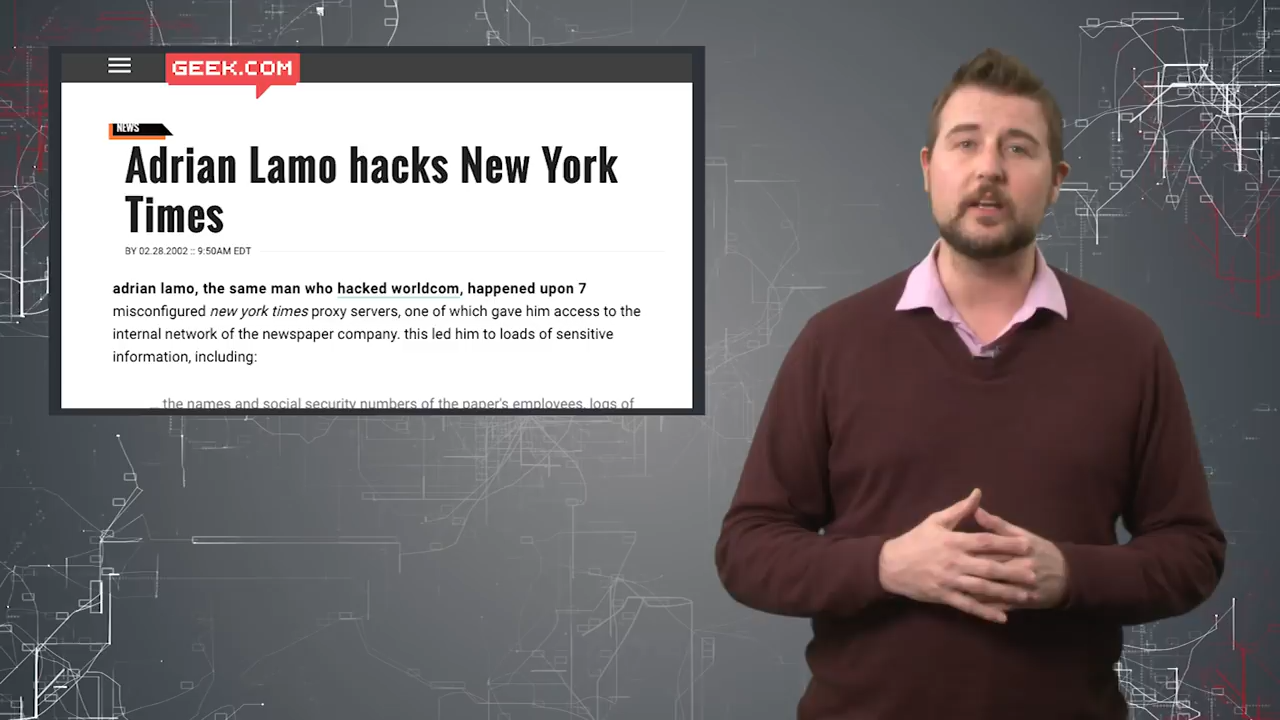 GEEK.COM
NEWS
Adrian Lamo hacks New York
Times
BY 02.28.2002 :: 9:50AM EDT
adrian lamo, the same man who hacked worldcom, happened upon 7
misconfigured new york times proxy servers, one of which gave him access to the
internal network of the newspaper company. this led him to loads of sensitive
information, including:
the names and social security numbers of the paper's employees, logs of